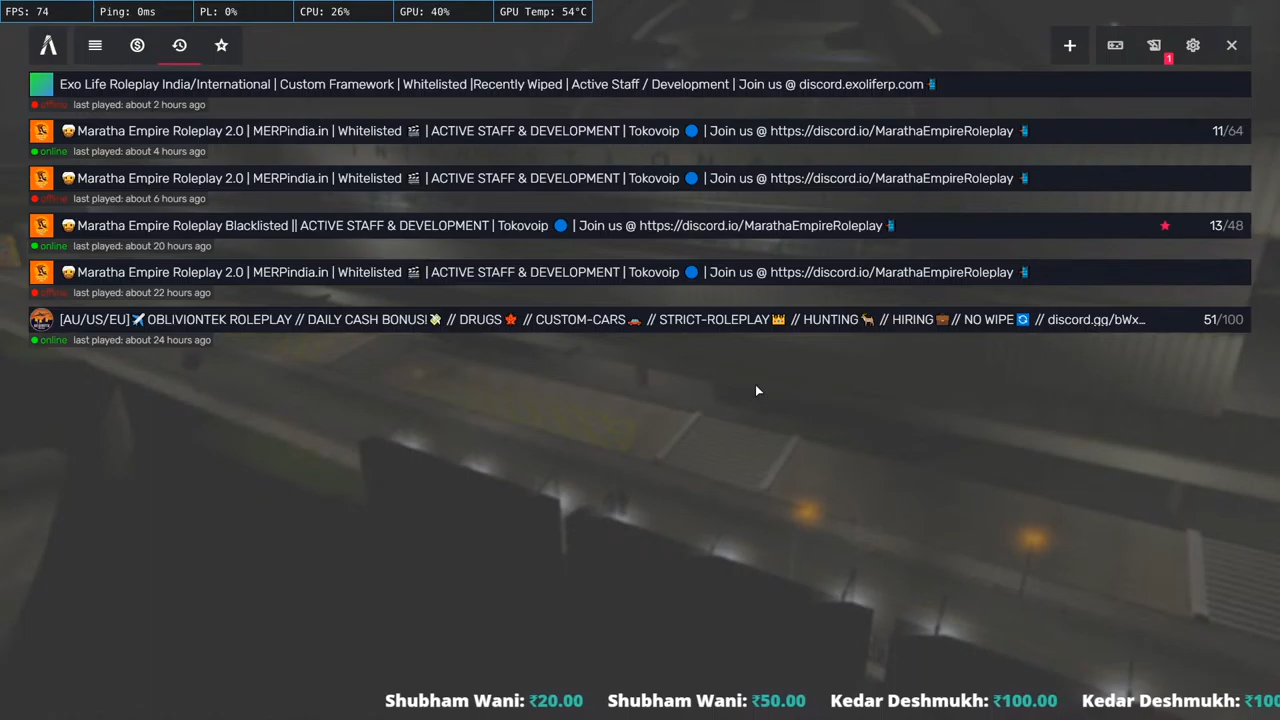 FPS: 74 Ping: 0ms PL: 0% CPU: 26% GPU: 40% GPU Temp: 54°C
1
Exo Life Roleplay India/International | Custom Framework | Whitelisted |Recently Wiped | Active Staff / Development | Join us @ discord.exoliferp.com
offline last played: about 2 hours ago
Maratha Empire Roleplay 2.0 | MERPindia.in | Whitelisted 🎬 | ACTIVE STAFF & DEVELOPMENT | Tokovoip 🔵 | Join us @ https://discord.io/MarathaEmpireRoleplay 11/64
online last played: about 4 hours ago
Maratha Empire Roleplay 2.0 | MERPindia.in | Whitelisted 🎬 | ACTIVE STAFF & DEVELOPMENT | Tokovoip 🔵 | Join us @ https://discord.io/MarathaEmpireRoleplay
offline last played: about 6 hours ago
Maratha Empire Roleplay Blacklisted || ACTIVE STAFF & DEVELOPMENT | Tokovoip 🔵 | Join us @ https://discord.io/MarathaEmpireRoleplay 13/48
online last played: about 20 hours ago
Maratha Empire Roleplay 2.0 | MERPindia.in | Whitelisted 🎬 | ACTIVE STAFF & DEVELOPMENT | Tokovoip 🔵 | Join us @ https://discord.io/MarathaEmpireRoleplay
offline last played: about 22 hours ago
[AU/US/EU]✈️ OBLIVIONTEK ROLEPLAY // DAILY CASH BONUS!💸 // DRUGS🍁 // CUSTOM-CARS🚗 // STRICT-ROLEPLAY👑 // HUNTING🦌 // HIRING💼 // NO WIPE🔄 // discord.gg/bWx... 51/100
online last played: about 24 hours ago
Shubham Wani: ₹20.00 Shubham Wani: ₹50.00 Kedar Deshmukh: ₹100.00 Kedar Deshmukh: ₹100